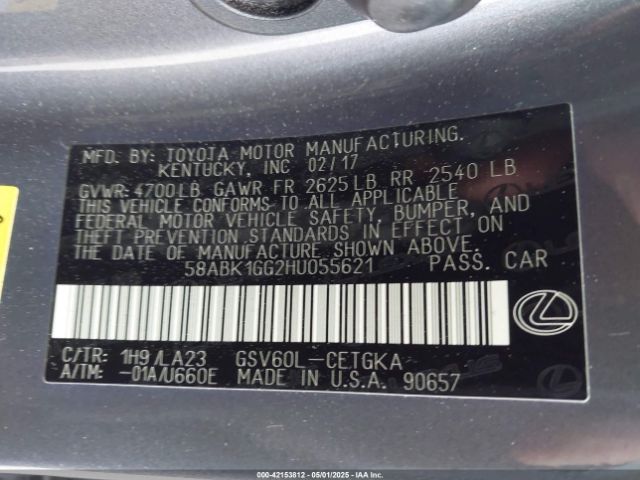 MFD. BY: TOYOTA MOTOR MANUFACTURING.
KENTUCKY, INC 02/17
GVWR 4700LB GAWR FR 2625LB RR 2540 LB
THIS VEHICLE CONFORMS TO ALL APPLICABLE
FEDERAL MOTOR VEHICLE SAFETY, BUMPER, AND
THEFT PREVENTION STANDARDS IN EFFECT ON
THE DATE OF MANUFACTURE SHOWN ABOVE.
58ABK1GG2HU055621 PASS. CAR
C/TR: 1H9/LA23 GSV60L-CETGKA
A/TM: -01A/U660E MADE IN U.S.A. 90657
000-42153812 - 05/01/2025 - IAAI.COM